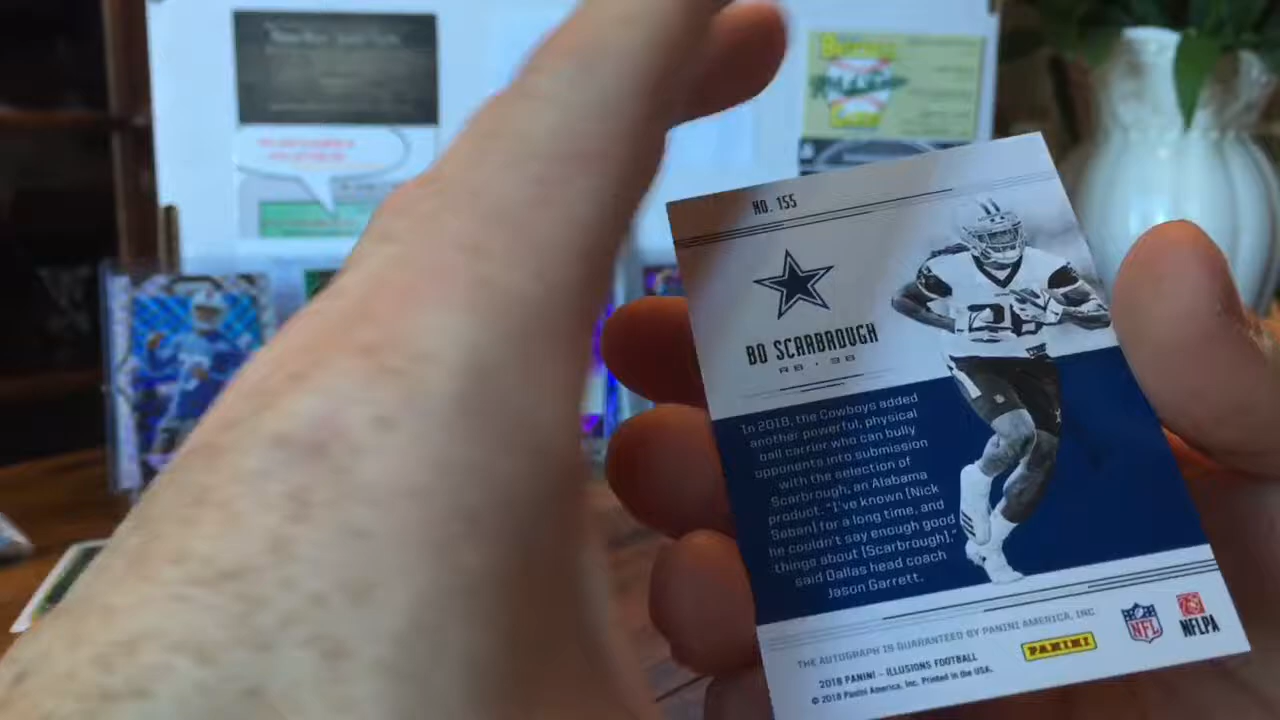 NO. 155
BO SCARBROUGH
RB • 36
In 2018, the Cowboys added
another powerful, physical
ball carrier who can bully
opponents into submission
with the selection of
Scarbrough, an Alabama
product. "I've known [Nick
Saban] for a long time, and
he couldn't say enough good
things about [Scarbrough],"
said Dallas head coach
Jason Garrett.
THE AUTOGRAPH IS GUARANTEED BY PANINI AMERICA, INC
PANINI
NFL
NFLPA
2018 PANINI - ILLUSIONS FOOTBALL
© 2018 Panini America, Inc. Printed in the USA.